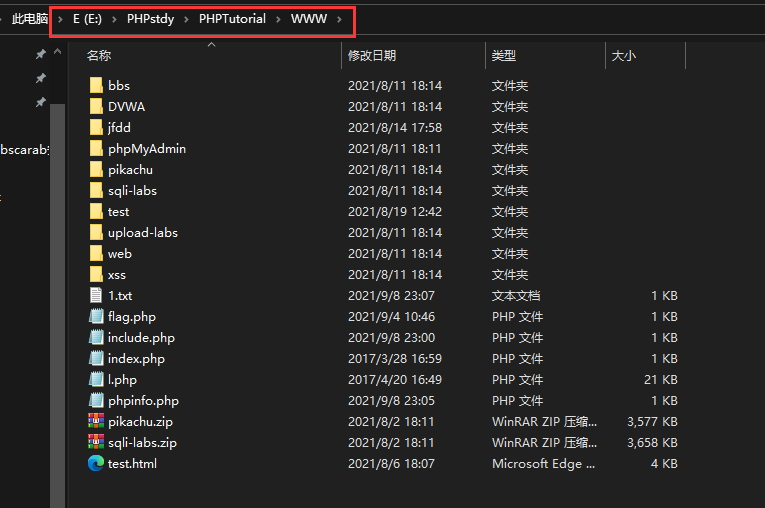 此电脑 > E (E:) > PHPstdy > PHPTutorial > WWW >
名称 修改日期 类型 大小
bbs 2021/8/11 18:14 文件夹
DVWA 2021/8/11 18:14 文件夹
jfdd 2021/8/14 17:58 文件夹
phpMyAdmin 2021/8/11 18:11 文件夹
pikachu 2021/8/11 18:14 文件夹
sqli-labs 2021/8/11 18:14 文件夹
test 2021/8/19 12:42 文件夹
upload-labs 2021/8/11 18:14 文件夹
web 2021/8/11 18:14 文件夹
xss 2021/8/11 18:14 文件夹
1.txt 2021/9/8 23:07 文本文档 1 KB
flag.php 2021/9/4 10:46 PHP 文件 1 KB
include.php 2021/9/8 23:00 PHP 文件 1 KB
index.php 2017/3/28 16:59 PHP 文件 1 KB
l.php 2017/4/20 16:49 PHP 文件 21 KB
phpinfo.php 2021/9/8 23:05 PHP 文件 1 KB
pikachu.zip 2021/8/2 18:11 WinRAR ZIP 压缩... 3,577 KB
sqli-labs.zip 2021/8/2 18:11 WinRAR ZIP 压缩... 3,658 KB
test.html 2021/8/6 18:07 Microsoft Edge ... 4 KB
bscarab